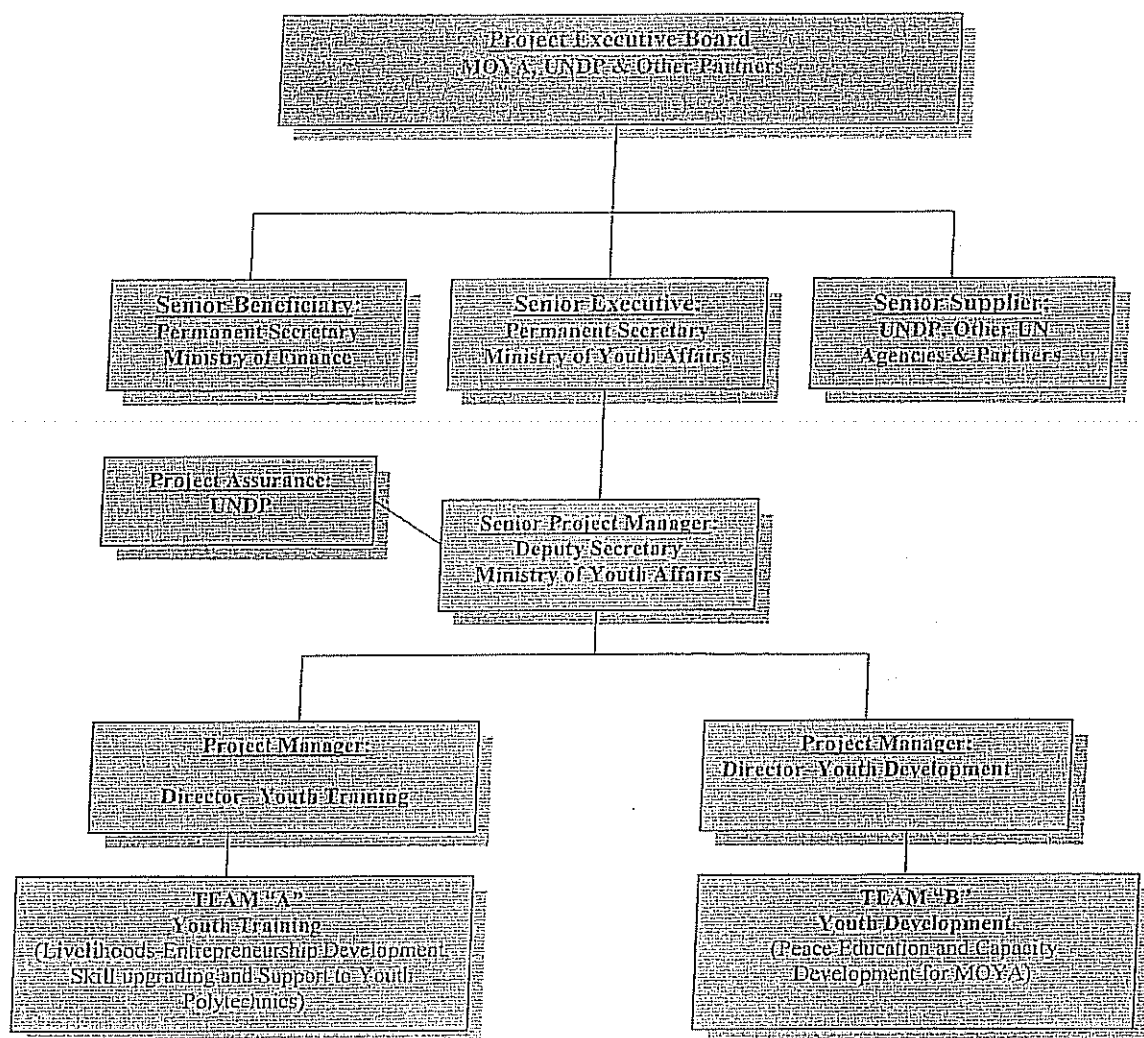 Project Executive Board
MOYA, UNDP & Other Partners
Senior Beneficiary:
Permanent Secretary
Ministry of Finance
Senior Executive:
Permanent Secretary
Ministry of Youth Affairs
Senior Supplier:
UNDP, Other UN
Agencies & Partners
Project Assurance:
UNDP
Senior Project Manager:
Deputy Secretary
Ministry of Youth Affairs
Project Manager:
Director- Youth Training
Project Manager:
Director- Youth Development
TEAM "A"
Youth Training
(Livelihoods Entrepreneurship Development
Skill upgrading and Support to Youth
Polytechnics)
TEAM "B"
Youth Development
(Peace Education and Capacity
Development for MOYA)